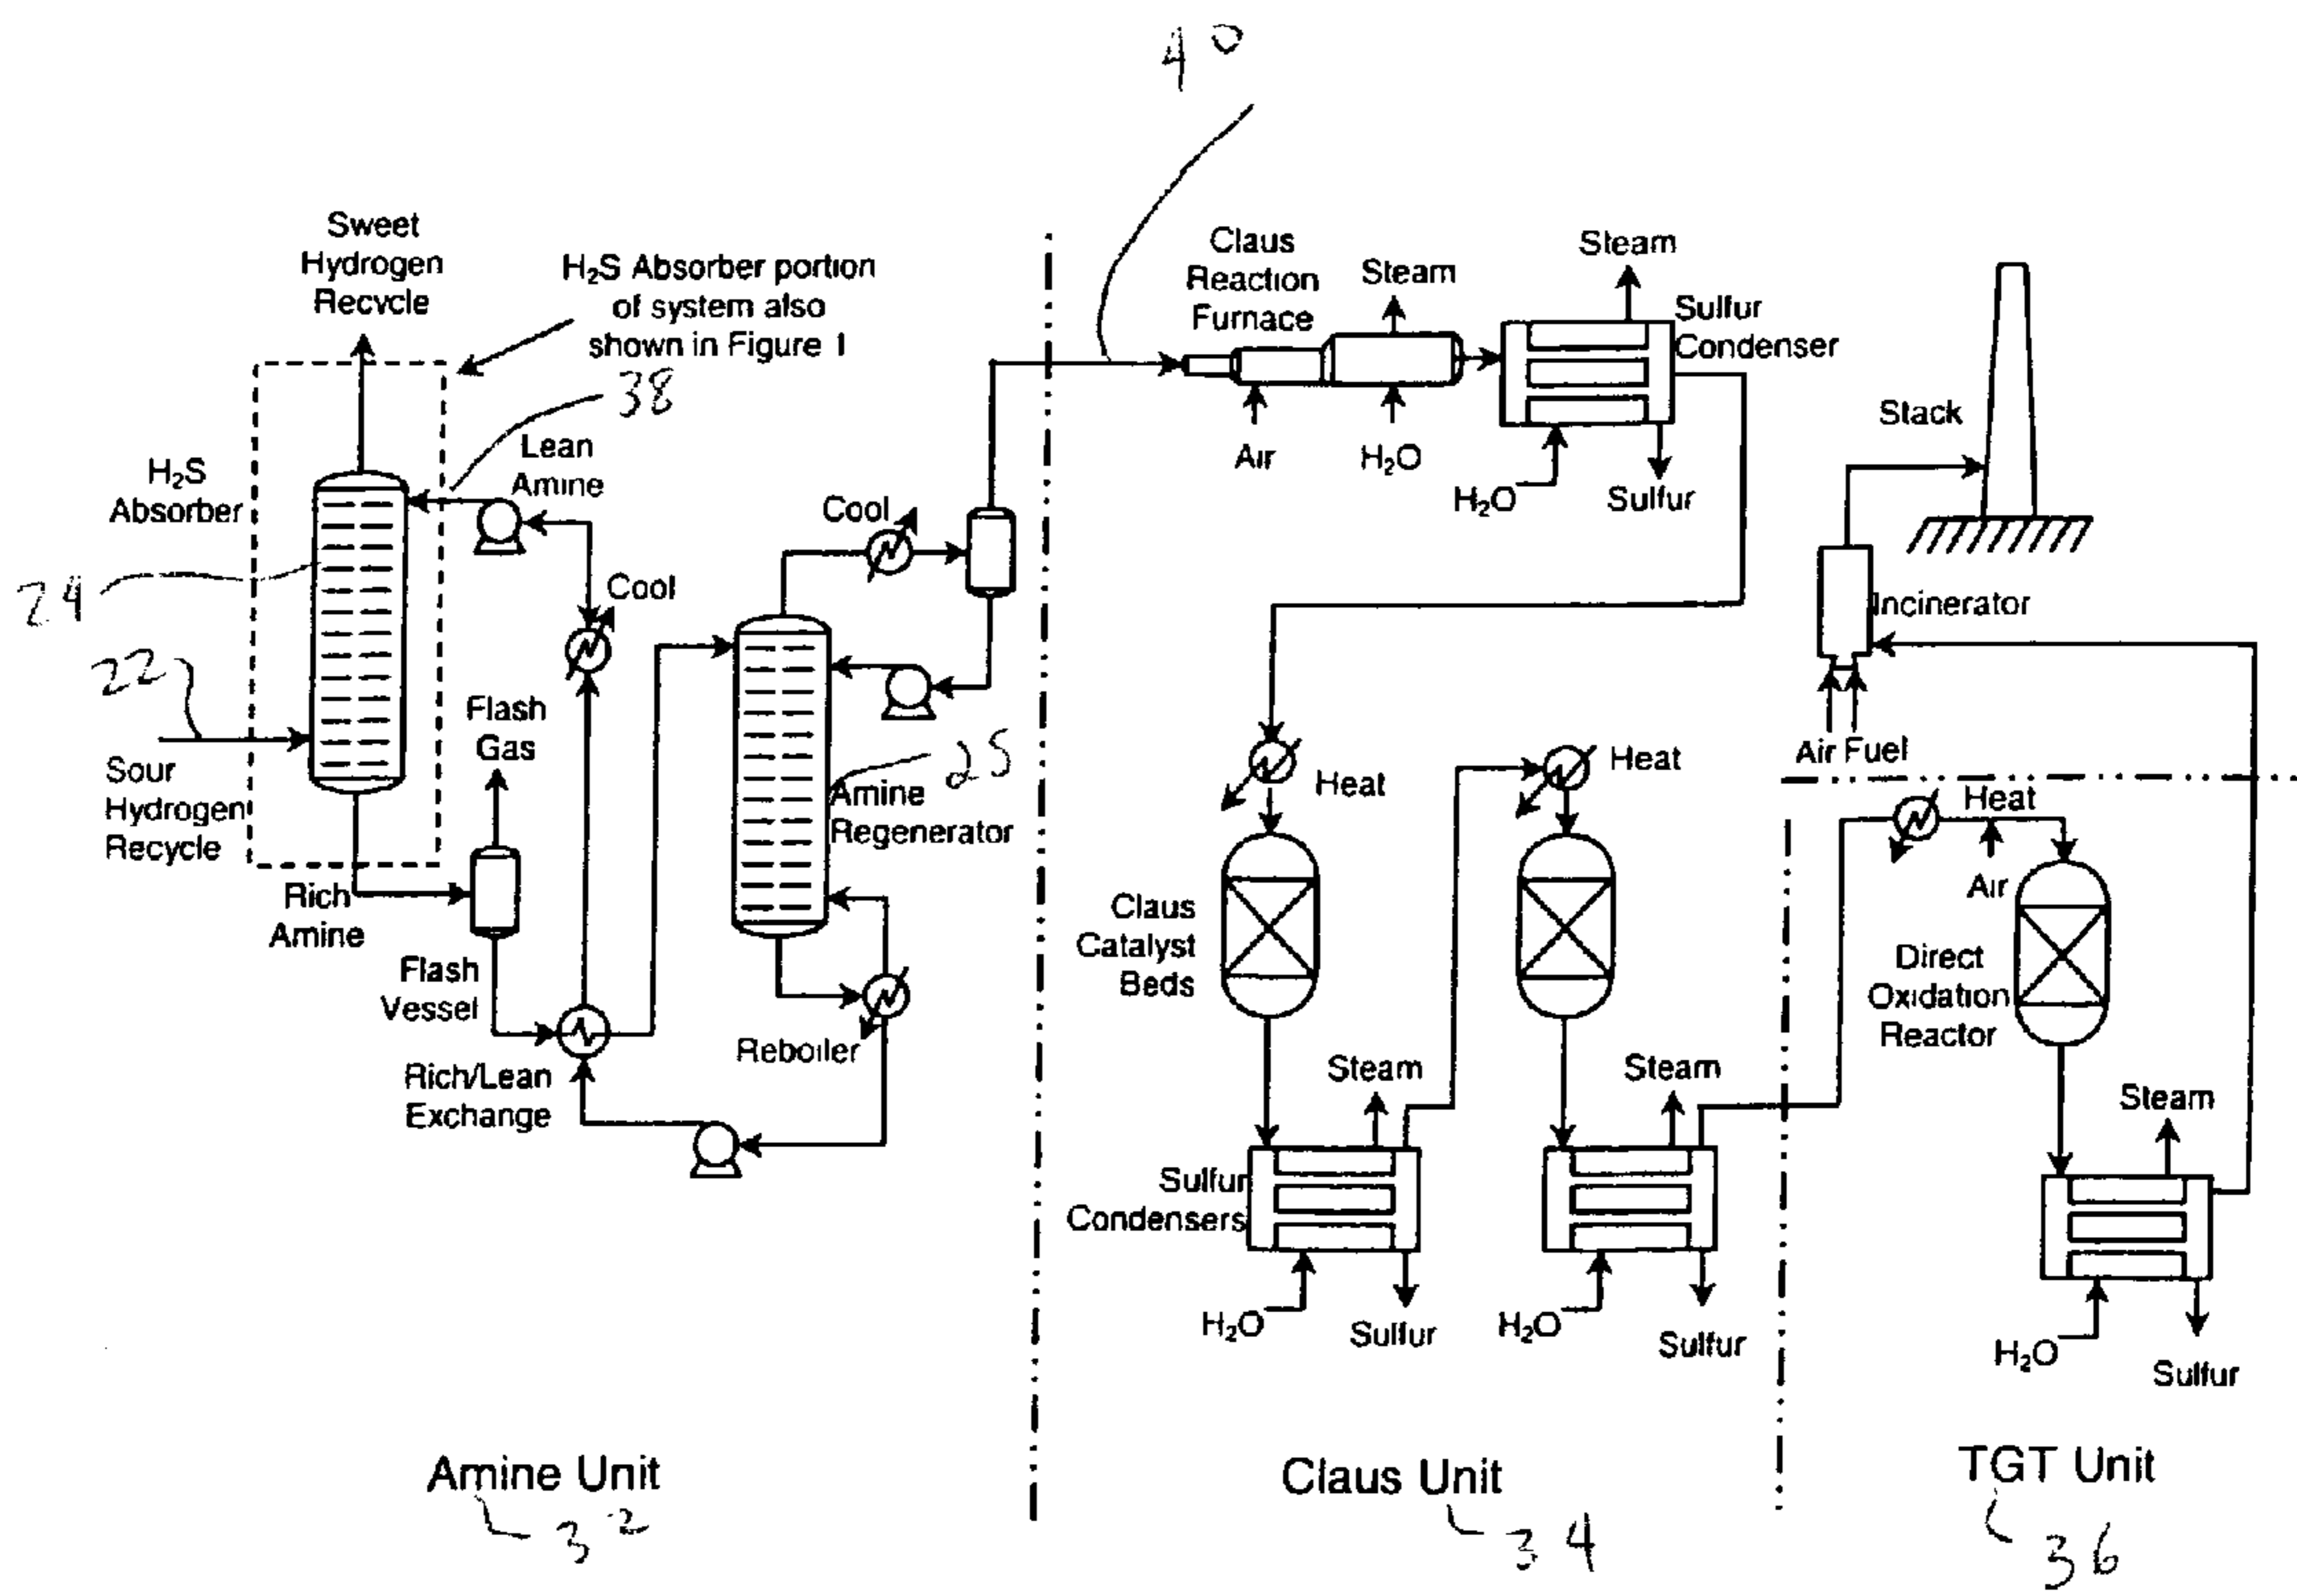 40
Sweet
Hydrogen
Recycle
H₂S Absorber portion
of system also
shown in Figure 1
38
H₂S
Absorber
Lean
Amine
24
22
Cool
Sour
Hydrogen
Recycle
Flash
Gas
Rich
Amine
Flash
Vessel
Rich/Lean
Exchange
Cool
25
Amine
Regenerator
Reboiler
Amine Unit
32
Claus
Reaction
Furnace
Steam
Air
H₂O
Steam
Sulfur
Condenser
H₂O
Sulfur
Heat
Heat
Claus
Catalyst
Beds
Steam
Steam
Sulfur
Condensers
H₂O
Sulfur
H₂O
Sulfur
Claus Unit
34
Stack
Incinerator
Air Fuel
Heat
Air
Direct
Oxidation
Reactor
Steam
H₂O
Sulfur
TGT Unit
36